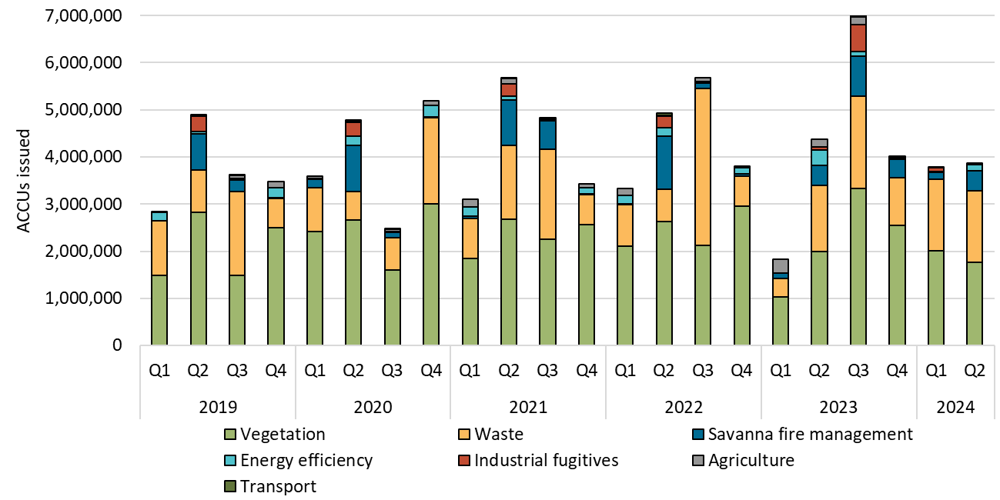 ACCUs issued
7,000,000
6,000,000
5,000,000
4,000,000
3,000,000
2,000,000
1,000,000
0
Q1 Q2 Q3 Q4 Q1 Q2 Q3 Q4 Q1 Q2 Q3 Q4 Q1 Q2 Q3 Q4 Q1 Q2 Q3 Q4 Q1 Q2
2019 2020 2021 2022 2023 2024
Vegetation Waste Savanna fire management
Energy efficiency Industrial fugitives Agriculture
Transport